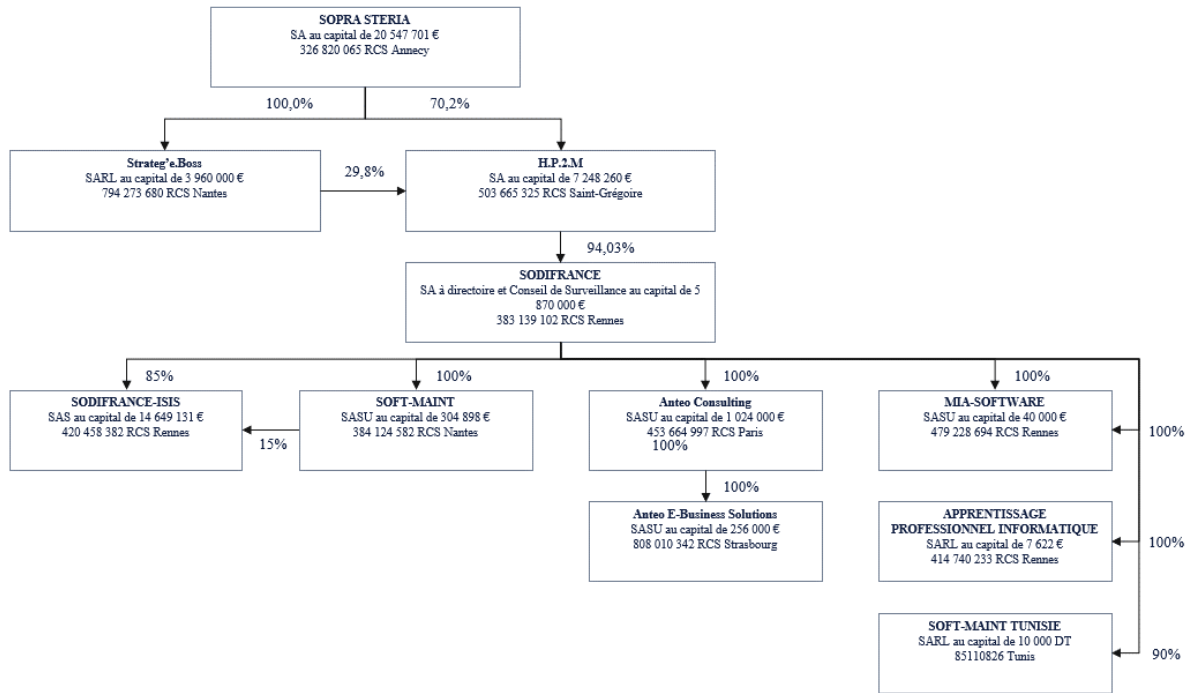 SOPRA STERIA
SA au capital de 20 547 701 €
326 820 065 RCS Annecy
100,0%
70,2%
Strateg'e.Boss
SARL au capital de 3 960 000 €
794 273 680 RCS Nantes
29,8%
H.P.2.M
SA au capital de 7 248 260 €
503 665 325 RCS Saint-Grégoire
94,03%
SODIFRANCE
SA à directoire et Conseil de Surveillance au capital de 5
870 000 €
383 139 102 RCS Rennes
85%
100%
100%
100%
SODIFRANCE-ISIS
SAS au capital de 14 649 131 €
420 458 382 RCS Rennes
15%
SOFT-MAINT
SASU au capital de 304 898 €
384 124 582 RCS Nantes
Anteo Consulting
SASU au capital de 1 024 000 €
453 664 997 RCS Paris
100%
MIA-SOFTWARE
SASU au capital de 40 000 €
479 228 694 RCS Rennes
100%
100%
Anteo E-Business Solutions
SASU au capital de 256 000 €
808 010 342 RCS Strasbourg
APPRENTISSAGE
PROFESSIONNEL INFORMATIQUE
SARL au capital de 7 622 €
414 740 233 RCS Rennes
100%
SOFT-MAINT TUNISIE
SARL au capital de 10 000 DT
85110826 Tunis
90%